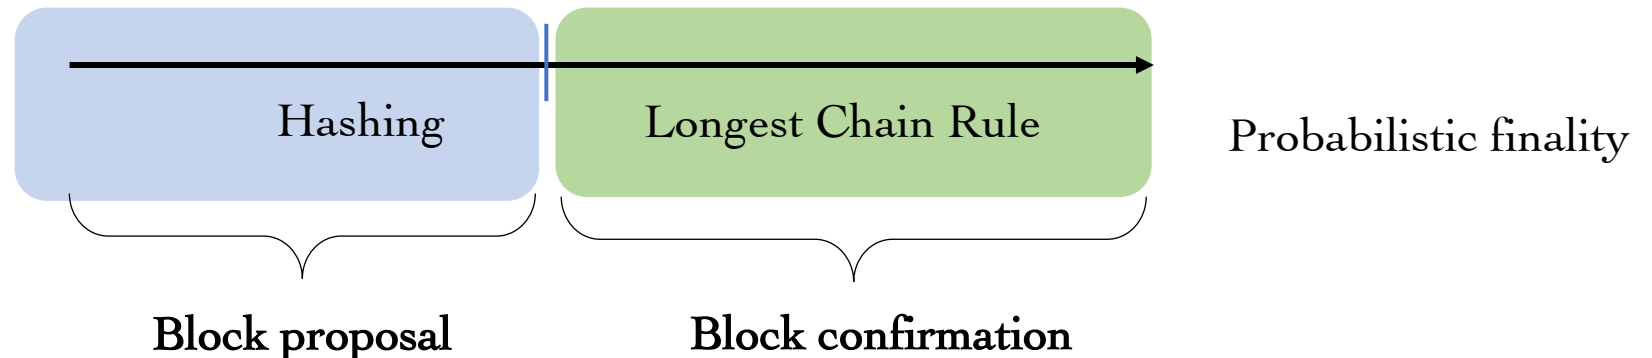 Hashing
Longest Chain Rule
Probabilistic finality
Block proposal
Block confirmation